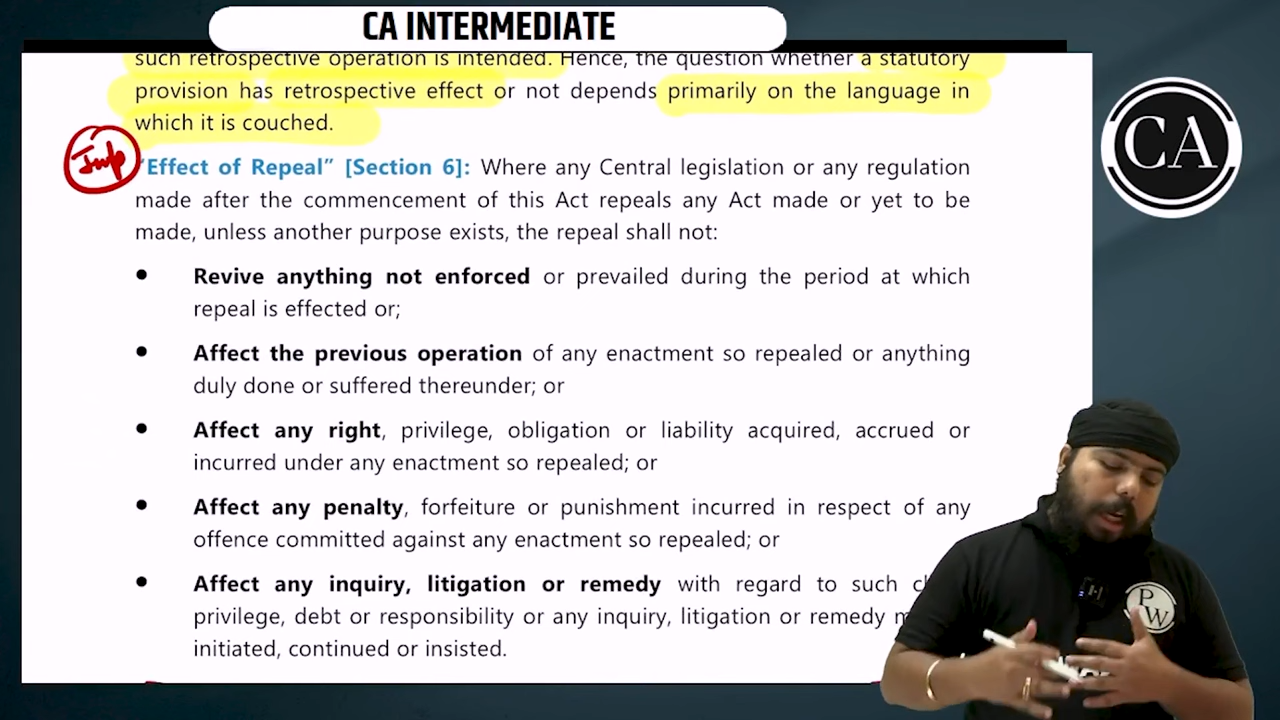 CA INTERMEDIATE
such retrospective operation is intended. Hence, the question whether a statutory
provision has retrospective effect or not depends primarily on the language in
which it is couched.
Imp
"Effect of Repeal" [Section 6]: Where any Central legislation or any regulation
made after the commencement of this Act repeals any Act made or yet to be
made, unless another purpose exists, the repeal shall not:
• Revive anything not enforced or prevailed during the period at which
repeal is effected or;
• Affect the previous operation of any enactment so repealed or anything
duly done or suffered thereunder; or
• Affect any right, privilege, obligation or liability acquired, accrued or
incurred under any enactment so repealed; or
• Affect any penalty, forfeiture or punishment incurred in respect of any
offence committed against any enactment so repealed; or
• Affect any inquiry, litigation or remedy with regard to such
privilege, debt or responsibility or any inquiry, litigation or remedy
initiated, continued or insisted.
CA
P
W